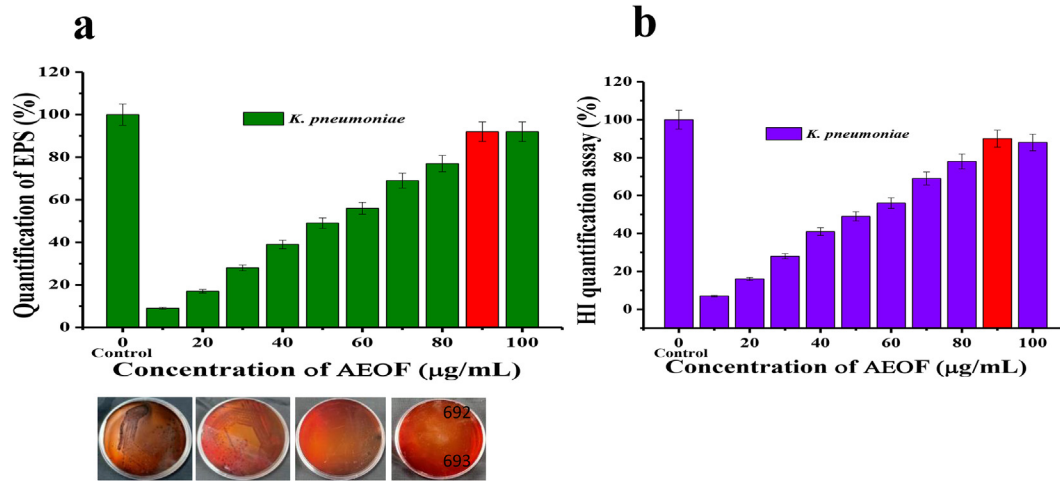 a
Quantification of EPS (%)
120
100
80
60
40
20
0
K. pneumoniae
0
20
40
60
80
100
Control
Concentration of AEOF (μg/mL)
692
693
b
HI quantification assay (%)
120
100
80
60
40
20
0
K. pneumoniae
0
20
40
60
80
100
Control
Concentration of AEOF (μg/mL)